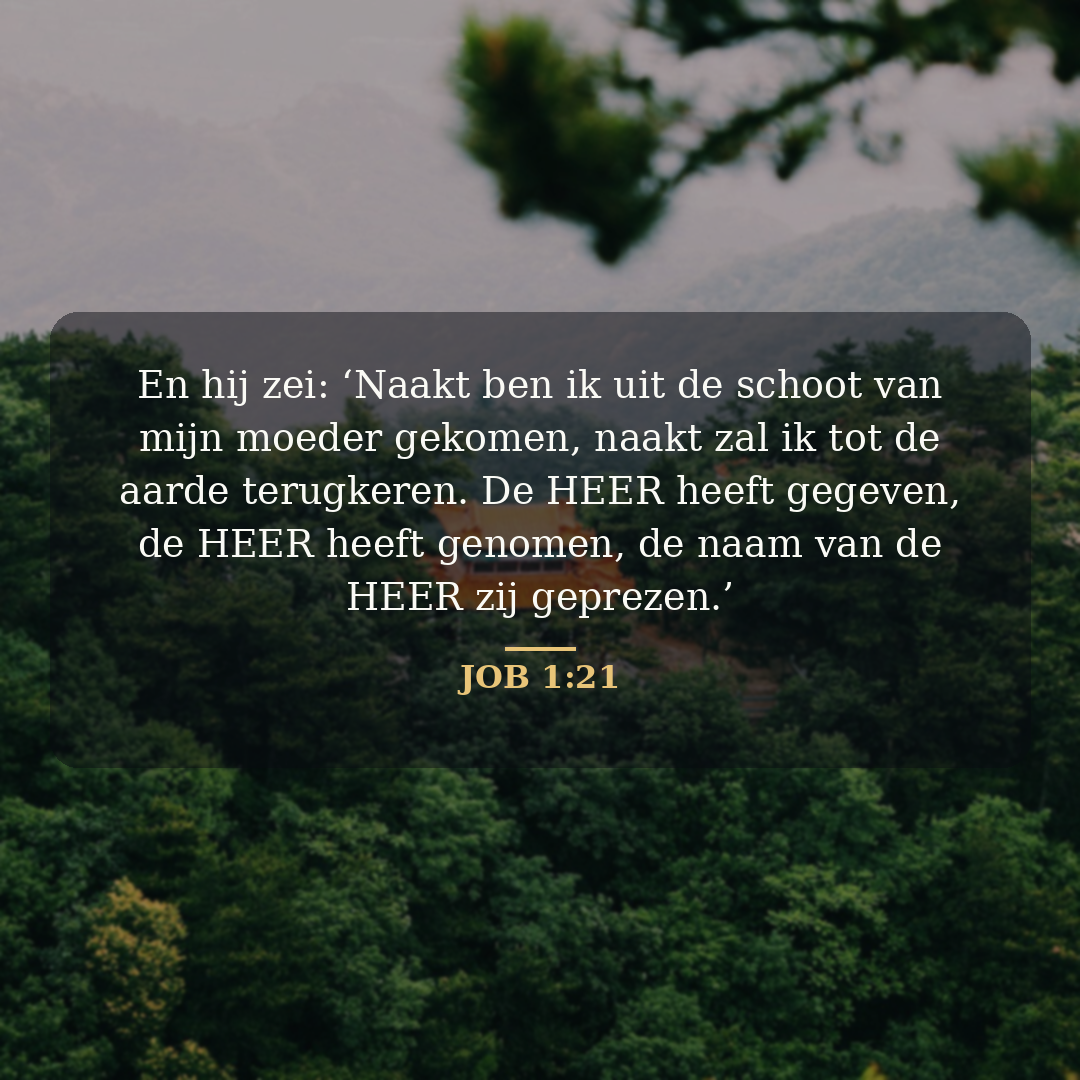 En hij zei: ‘Naakt ben ik uit de schoot van
mijn moeder gekomen, naakt zal ik tot de
aarde terugkeren. De HEER heeft gegeven,
de HEER heeft genomen, de naam van de
HEER zij geprezen.’
JOB 1:21